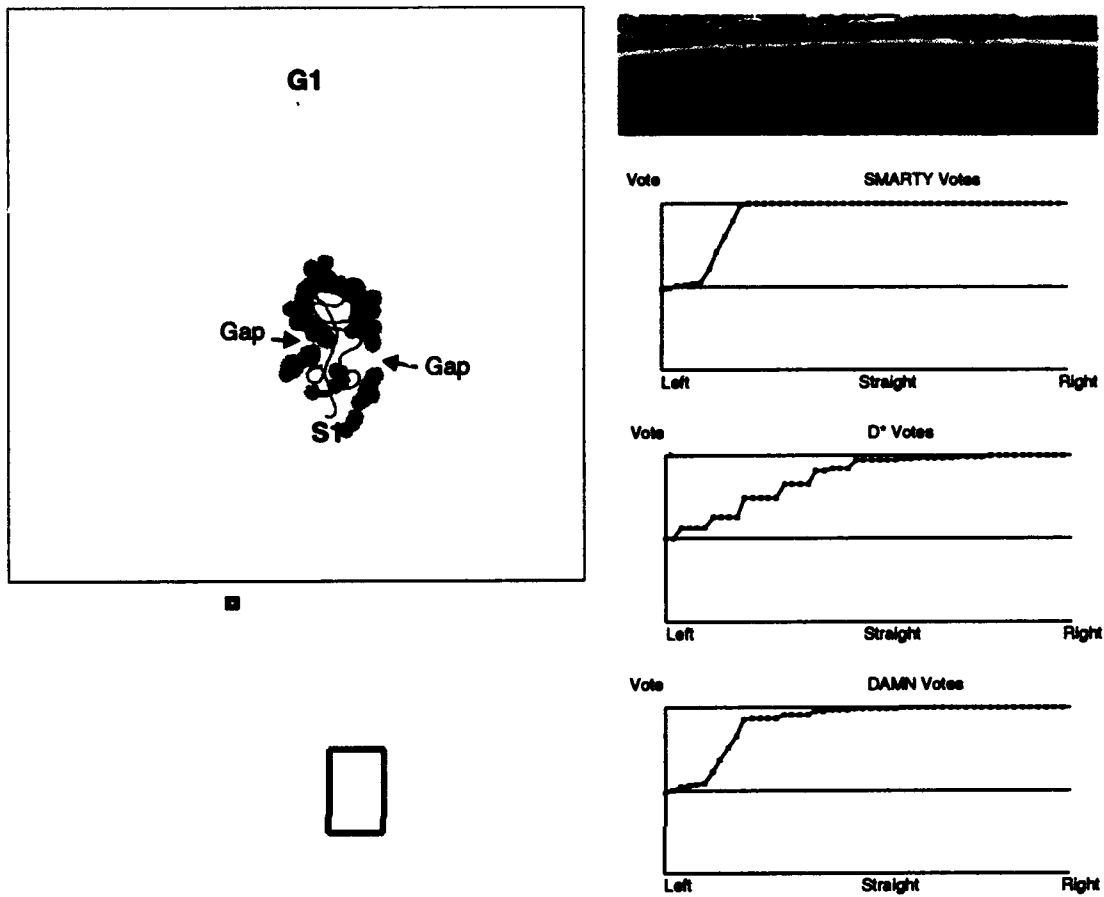 G1
Gap
Gap
S1
Vote
SMARTY Votes
Left
Straight
Right
Vote
D* Votes
Left
Straight
Right
Vote
DAMN Votes
Left
Straight
Right